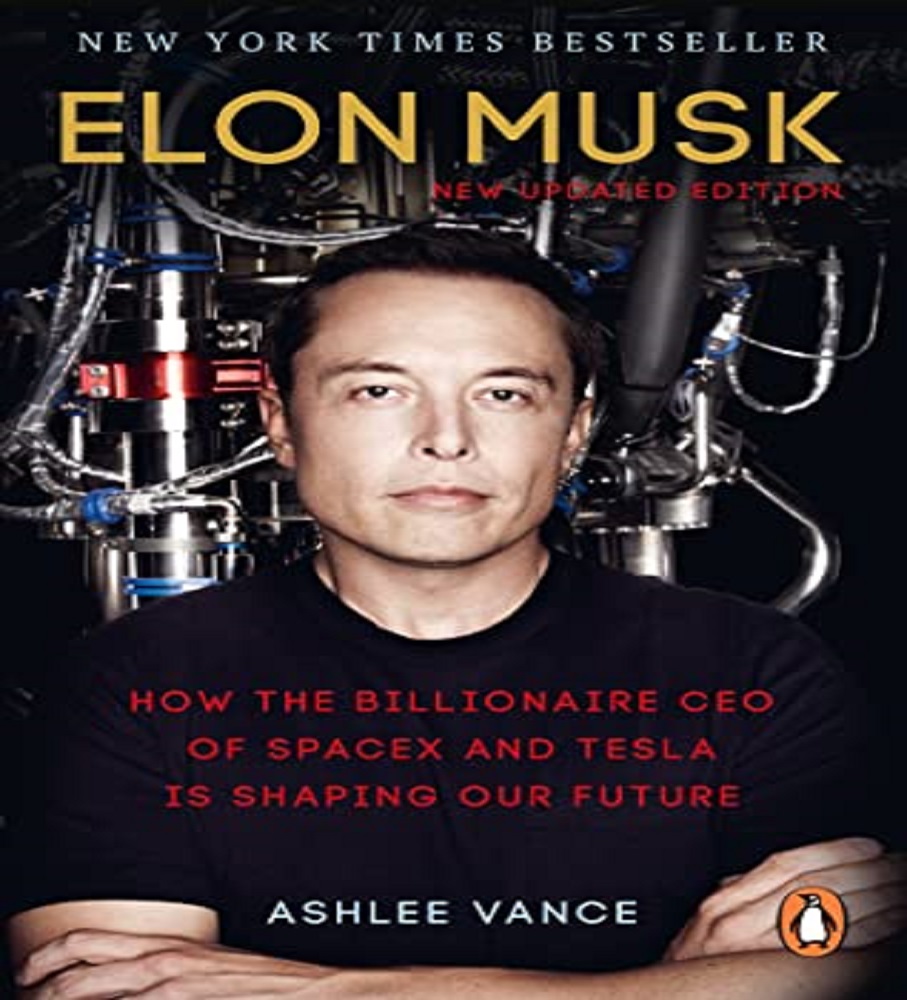 NEW YORK TIMES BESTSELLER
ELON MUSK
NEW UPDATED EDITION
HOW THE BILLIONAIRE CEO
OF SPACEX AND TESLA
IS SHAPING OUR FUTURE
ASHLEE VANCE